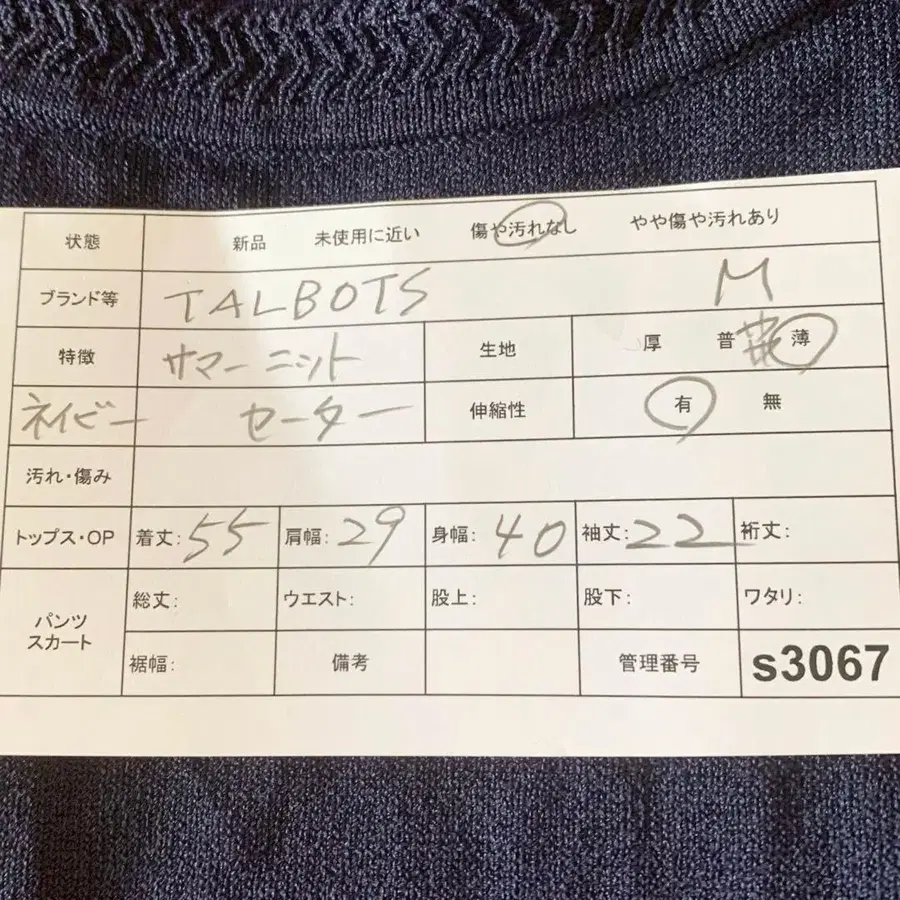 状態 新品 未使用に近い 傷や汚れなし やや傷や汚れあり
ブランド等 TALBOTS M
特徴 サマーニット 生地 厚 普 薄
ネイビー セーター 伸縮性 有 無
汚れ・傷み
トップス・OP 着丈: 55 肩幅: 29 身幅: 40 袖丈: 22 裄丈:
パンツ スカート 総丈: ウエスト: 股上: 股下: ワタリ:
裾幅: 備考 管理番号 s3067